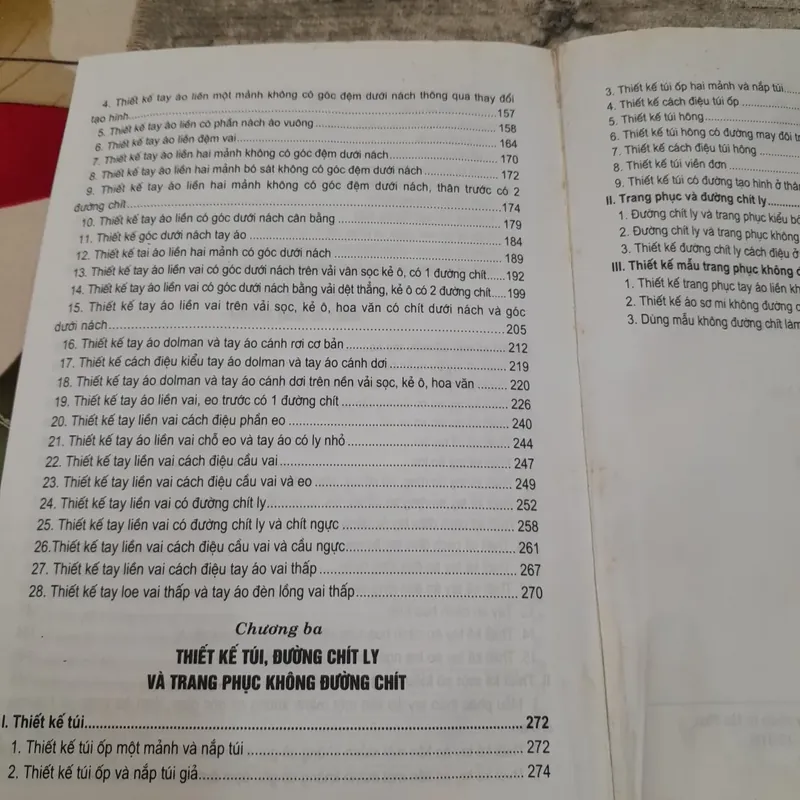 4. Thiết kế tay áo liền một mảnh không có góc đệm dưới nách thông qua thay đổi
tạo hình.....157
5. Thiết kế tay áo liền có phần nách áo vuông.....158
6. Thiết kế tay áo liền đệm vai.....164
7. Thiết kế tay áo liền hai mảnh không có góc đệm dưới nách.....170
8. Thiết kế tay áo liền hai mảnh bó sát không có góc đệm dưới nách.....172
9. Thiết kế tay áo liền hai mảnh không có góc đệm dưới nách, thân trước có 2
đường chít.....174
10. Thiết kế tay áo liền có góc dưới nách cân bằng.....179
11. Thiết kế góc dưới nách tay áo.....184
12. Thiết kế tai áo liền hai mảnh có góc dưới nách.....189
13. Thiết kế tay áo liền vai có góc dưới nách trên vải vân sọc kẻ ô, có 1 đường chít.....192
14. Thiết kế tay áo liền vai có góc dưới nách bằng vải dệt thẳng, kẻ ô có 2 đường chít.....199
15. Thiết kế tay áo liền vai trên vải sọc, kẻ ô, hoa văn có chít dưới nách và góc
dưới nách.....205
16. Thiết kế tay áo dolman và tay áo cánh rơi cơ bản.....212
17. Thiết kế cách điệu kiểu tay áo dolman và tay áo cánh dơi.....219
18. Thiết kế tay áo dolman và tay áo cánh dơi trên nền vải sọc, kẻ ô, hoa văn.....220
19. Thiết kế tay áo liền vai, eo trước có 1 đường chít.....226
20. Thiết kế tay liền vai cách điệu phần eo.....240
21. Thiết kế tay áo liền vai chỗ eo và tay áo có ly nhỏ.....244
22. Thiết kế tay liền vai cách điệu cầu vai.....247
23. Thiết kế tay liền vai cách điệu cầu vai và eo.....249
24. Thiết kế tay liền vai có đường chít ly.....252
25. Thiết kế tay liền vai có đường chít ly và chít ngực.....258
26.Thiết kế tay liền vai cách điệu cầu vai và cầu ngực.....261
27. Thiết kế tay liền vai cách điệu tay áo vai thấp.....267
28. Thiết kế tay loe vai thấp và tay áo đèn lồng vai thấp.....270
Chương ba
THIẾT KẾ TÚI, ĐƯỜNG CHÍT LY
VÀ TRANG PHỤC KHÔNG ĐƯỜNG CHÍT
I. Thiết kế túi.....272
1. Thiết kế túi ốp một mảnh và nắp túi.....272
2. Thiết kế túi ốp và nắp túi giả.....274
3. Thiết kế túi ốp hai mảnh và nắp túi.....
4. Thiết kế cách điệu túi ốp.....
5. Thiết kế túi hông.....
6. Thiết kế túi hông có đường may đôi
7. Thiết kế cách điệu túi hông.....
8. Thiết kế túi viền đơn.....
9. Thiết kế túi có đường tạo hình ở
II. Trang phục và đường chít ly.....
1. Đường chít ly và trang phục kiểu
2. Đường chít ly và trang phục không
3. Thiết kế đường chít ly cách điệu ở
III. Thiết kế mẫu trang phục không
1. Thiết kế trang phục tay áo liền
2. Thiết kế áo sơ mi không đường
3. Dùng mẫu không đường chít làm